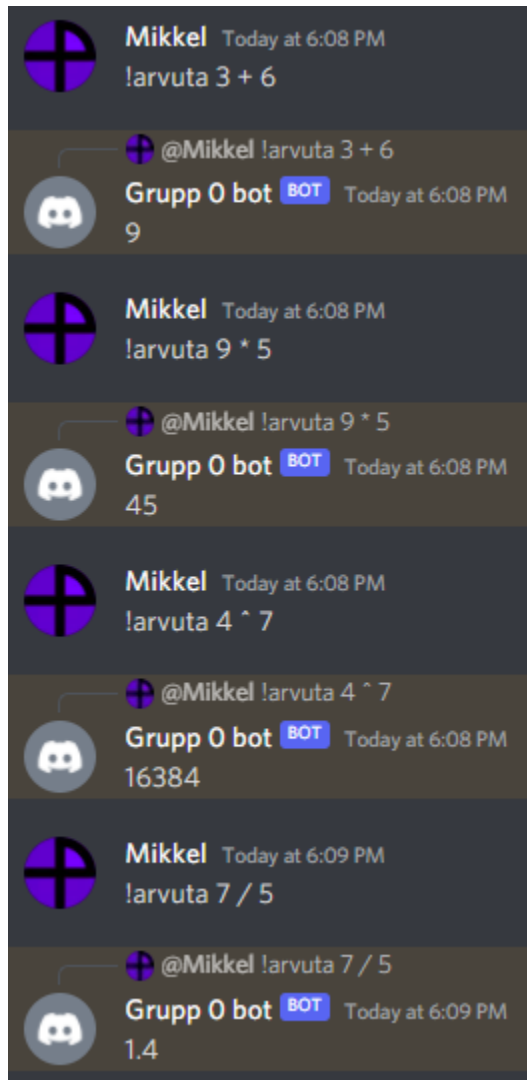 Mikkel Today at 6:08 PM
!arvuta 3 + 6
@Mikkel !arvuta 3 + 6
Grupp 0 bot BOT Today at 6:08 PM
9
Mikkel Today at 6:08 PM
!arvuta 9 * 5
@Mikkel !arvuta 9 * 5
Grupp 0 bot BOT Today at 6:08 PM
45
Mikkel Today at 6:08 PM
!arvuta 4 ^ 7
@Mikkel !arvuta 4 ^ 7
Grupp 0 bot BOT Today at 6:08 PM
16384
Mikkel Today at 6:09 PM
!arvuta 7 / 5
@Mikkel !arvuta 7 / 5
Grupp 0 bot BOT Today at 6:09 PM
1.4